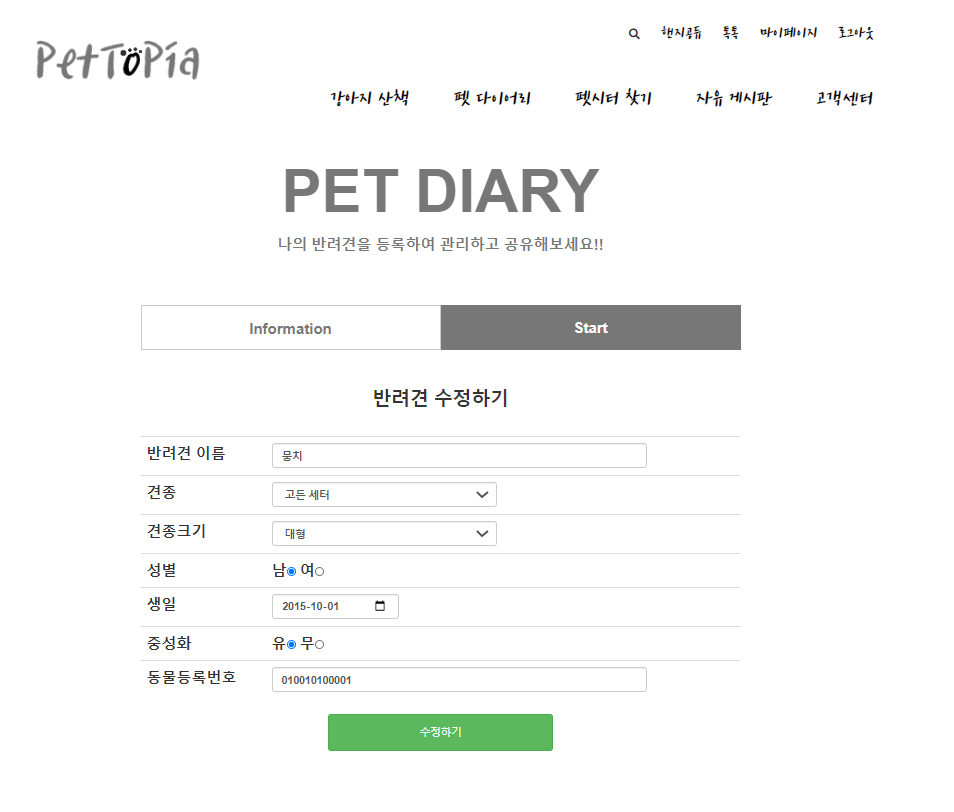 PetTopia
핸지공듀 톡톡 마이페이지 로그아웃
강아지 산책 펫 다이어리 펫시터 찾기 자유 게시판 고객센터
PET DIARY
나의 반려견을 등록하여 관리하고 공유해보세요!!
Information Start
반려견 수정하기
반려견 이름 뭉치
견종 고든 세터
견종크기 대형
성별 남 여
생일 2015-10-01
중성화 유 무
동물등록번호 010010100001
수정하기